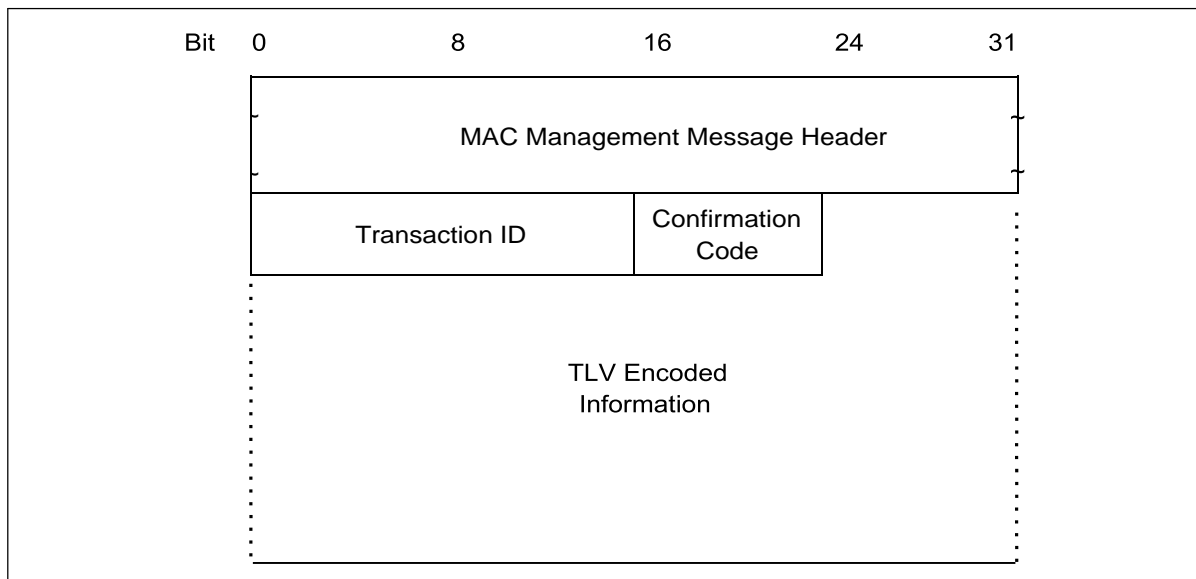 Bit 0 8 16 24 31
MAC Management Message Header
Transaction ID
Confirmation
Code
TLV Encoded
Information